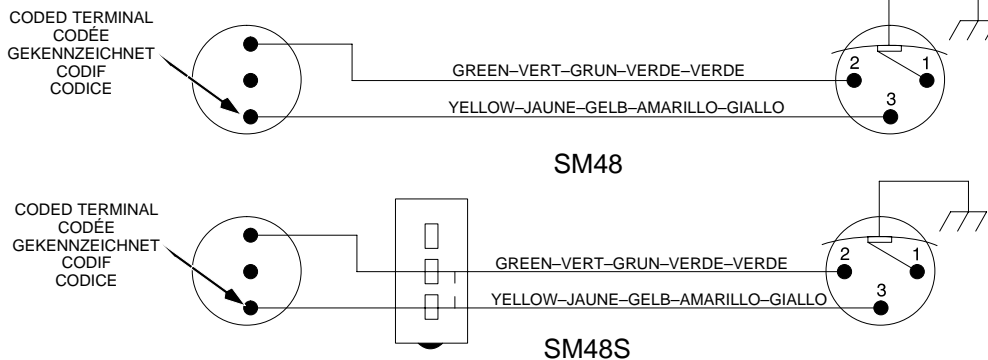 CODED TERMINAL
CODÉE
GEKENNZEICHNET
CODIF
CODICE
GREEN–VERT–GRUN–VERDE–VERDE
YELLOW–JAUNE–GELB–AMARILLO–GIALLO
2
1
3
SM48
CODED TERMINAL
CODÉE
GEKENNZEICHNET
CODIF
CODICE
GREEN–VERT–GRUN–VERDE–VERDE
YELLOW–JAUNE–GELB–AMARILLO–GIALLO
2
1
3
SM48S